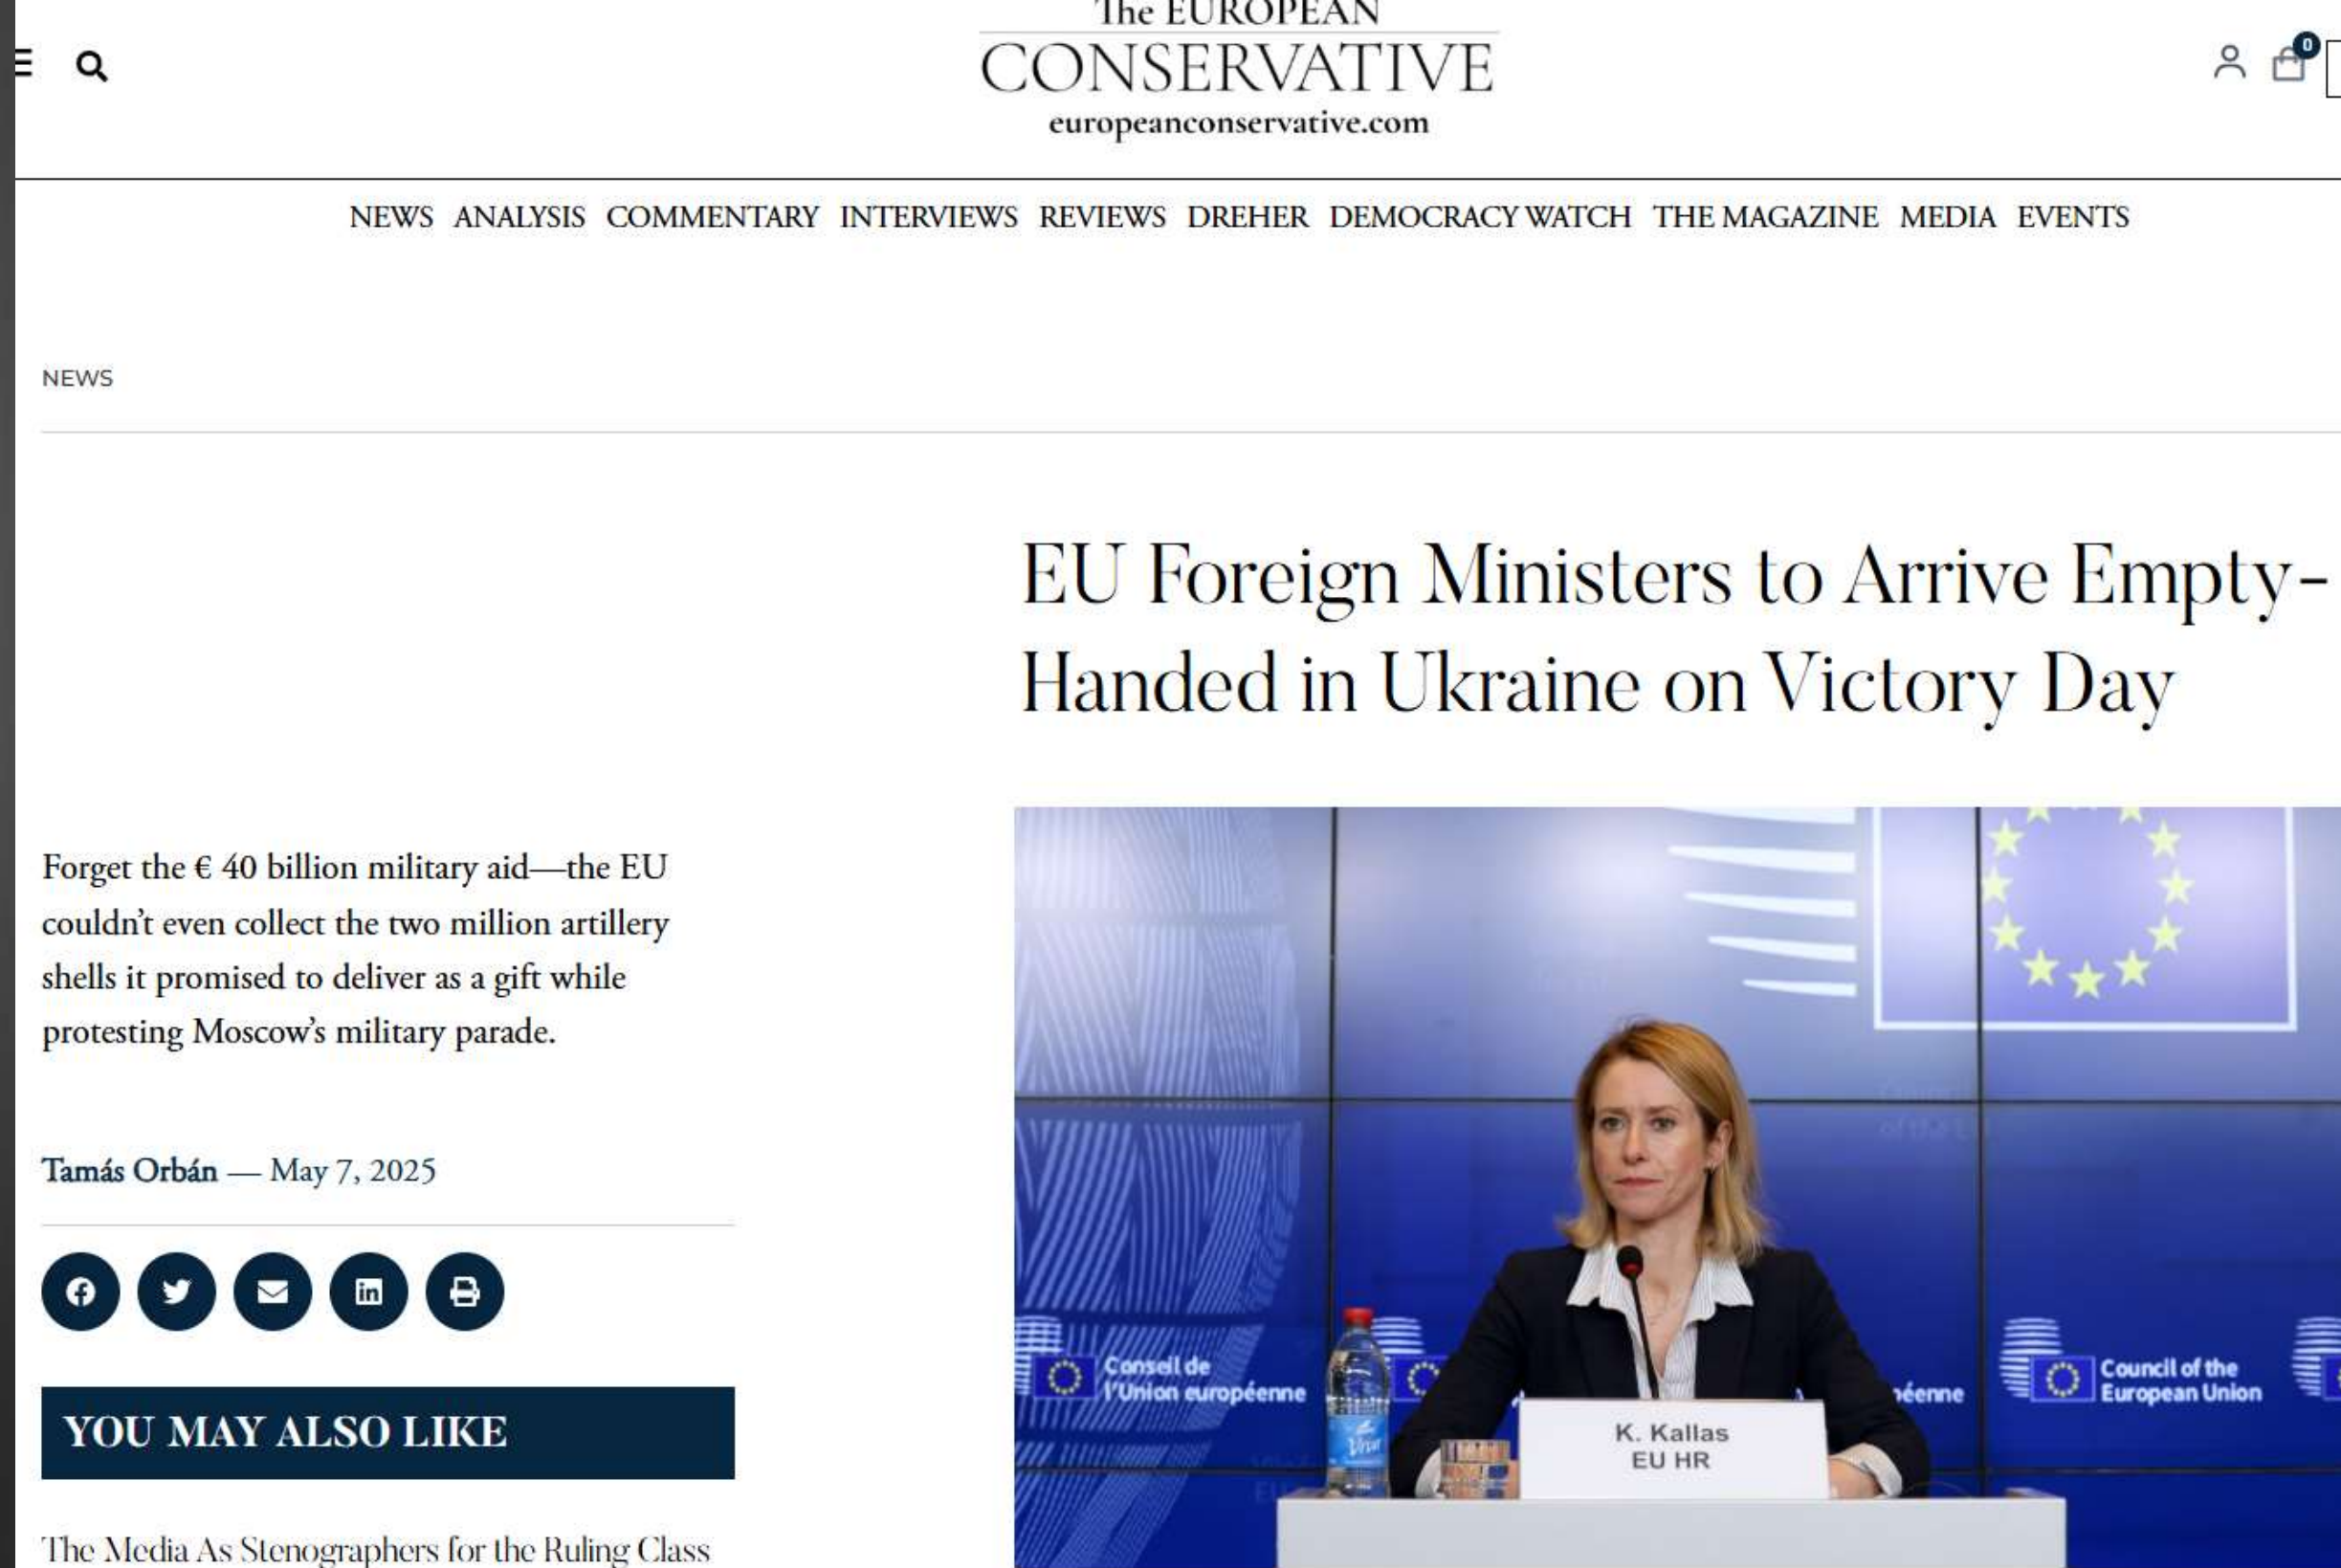 The EUROPEAN
CONSERVATIVE
europeanconservative.com
0
NEWS ANALYSIS COMMENTARY INTERVIEWS REVIEWS DREHER DEMOCRACY WATCH THE MAGAZINE MEDIA EVENTS
NEWS
EU Foreign Ministers to Arrive Empty-
Handed in Ukraine on Victory Day
Forget the € 40 billion military aid—the EU
couldn't even collect the two million artillery
shells it promised to deliver as a gift while
protesting Moscow's military parade.
Tamás Orbán — May 7, 2025
YOU MAY ALSO LIKE
The Media As Stenographers for the Ruling Class
Conseil de
l'Union européenne
péenne
Council of the
European Union
K. Kallas
EU HR